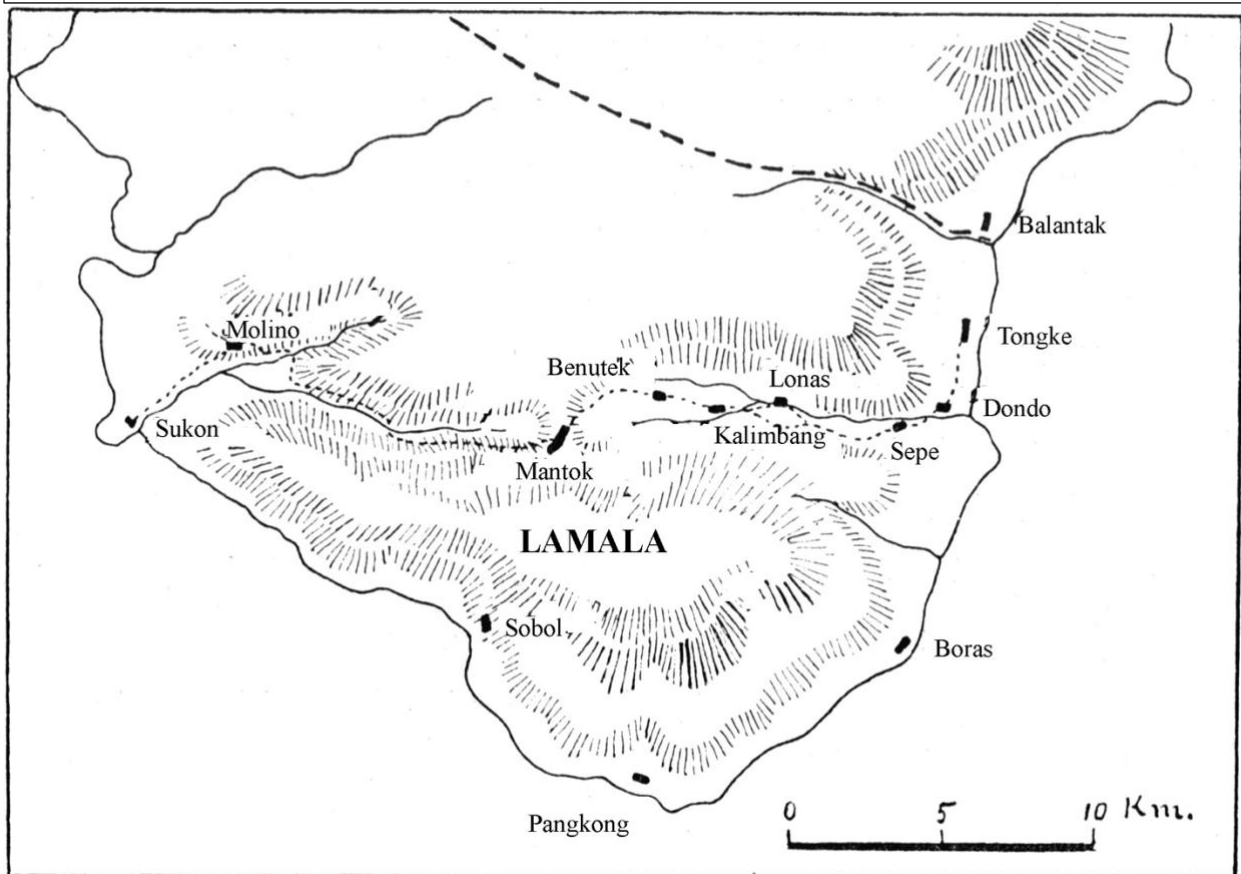 Balantak
Molino
Tongke
Benutek
Lonas
Dondo
Sukon
Kalimbang
Sepe
Mantok
LAMALA
Sobol
Boras
Pangkong
0 5 10 Km.